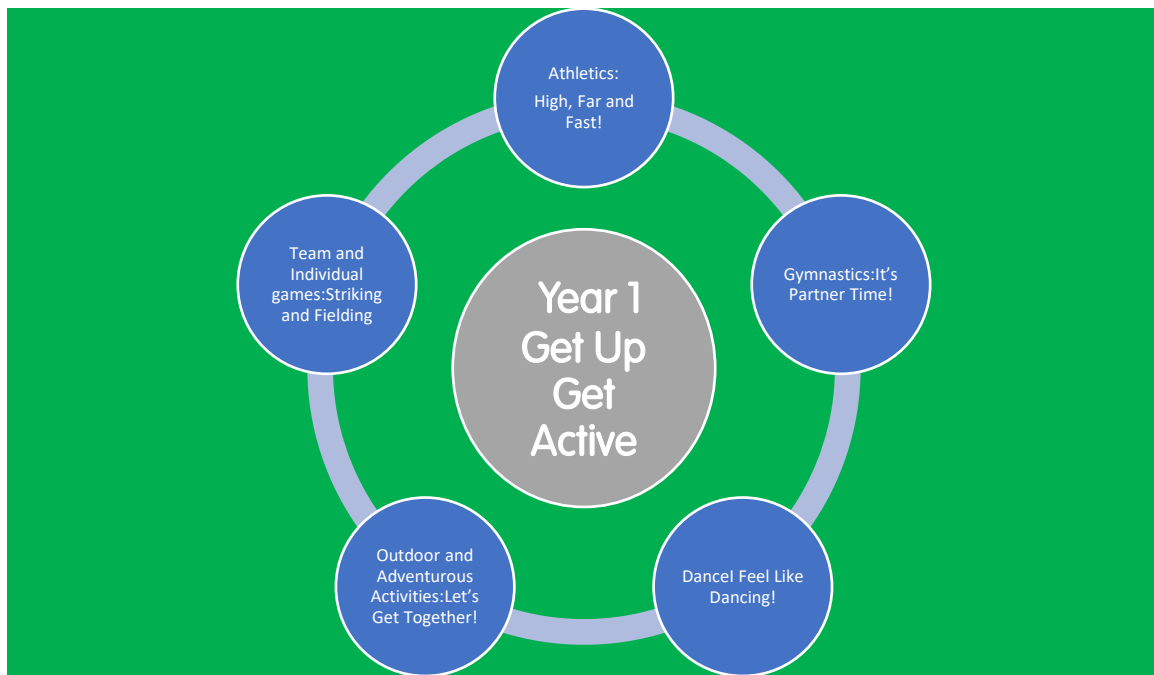 Athletics:
High, Far and
Fast!
Team and
Individual
games:Striking
and Fielding
Gymnastics:It’s
Partner Time!
Year 1
Get Up
Get
Active
Outdoor and
Adventurous
Activities:Let’s
Get Together!
DanceI Feel Like
Dancing!